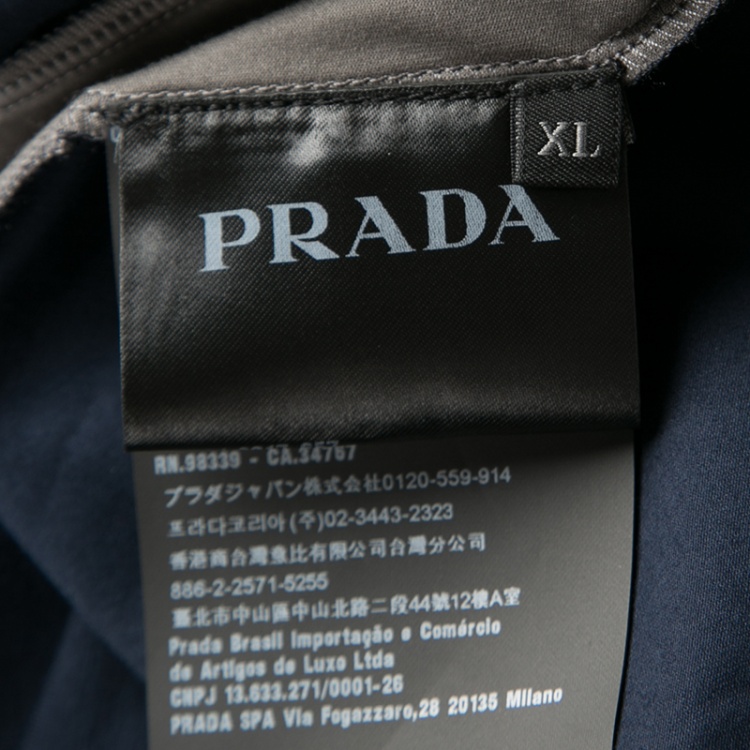 XL
PRADA
RN.98339 - CA.34767
プラダジャパン株式会社0120-559-914
프라다코리아 (주)02-3443-2323
香港商台灣意比有限公司台灣分公司
886-2-2571-5255
臺北市中山區中山北路二段44號12樓A室
Prada Brasil Importação e Comércio
de Artigos de Luxo Ltda
CNPJ 13.633.271/0001-26
PRADA SPA Via Fogazzaro,28 20135 Milano